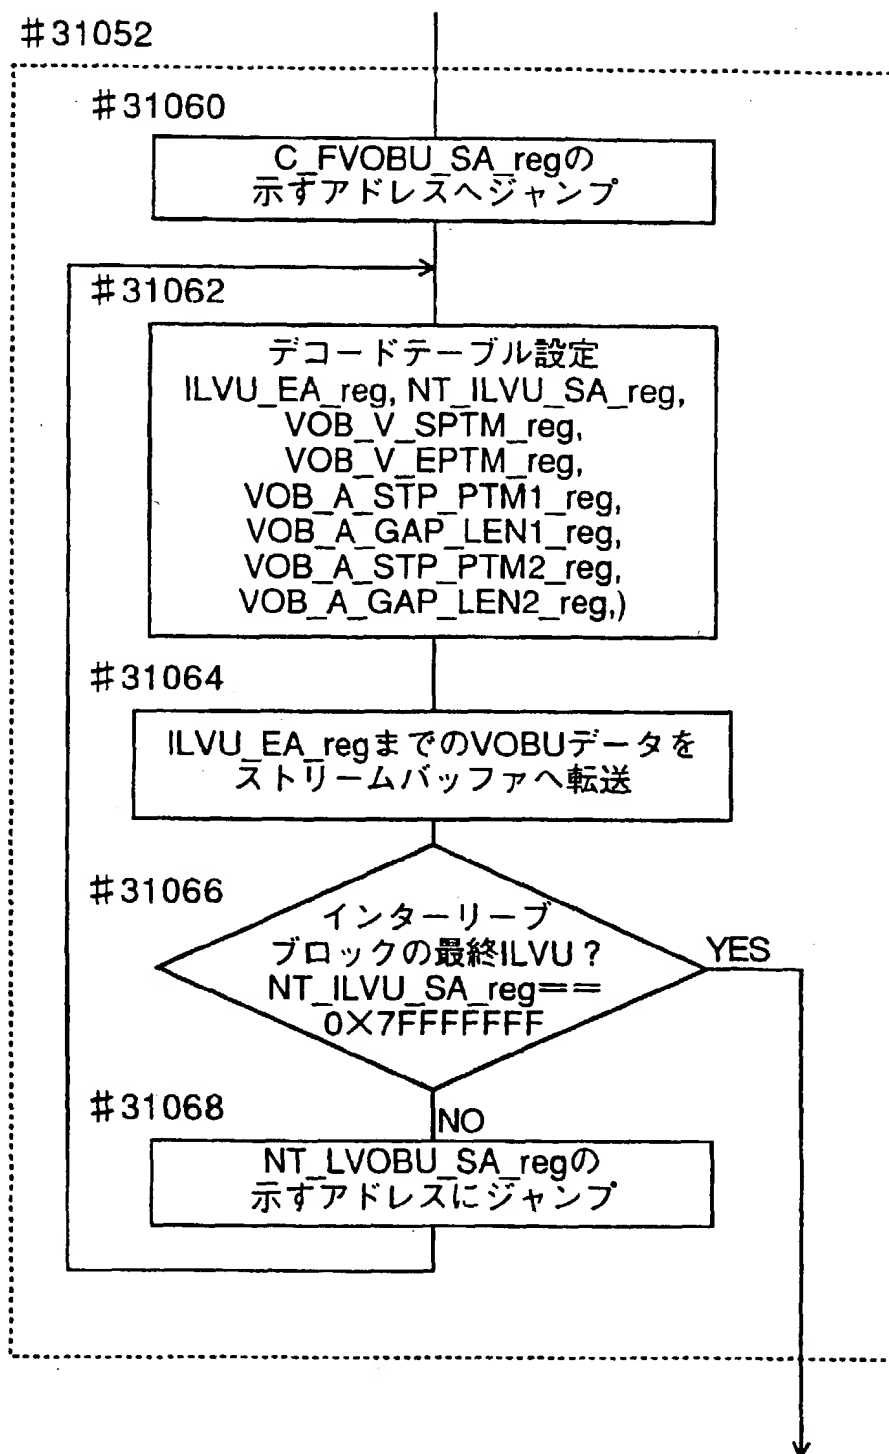 #31052
#31060
C_FVOBU_SA_regの
示すアドレスへジャンプ
#31062
デコードテーブル設定
ILVU_EA_reg, NT_ILVU_SA_reg,
VOB_V_SPTM_reg,
VOB_V_EPTM_reg,
VOB_A_STP_PTM1_reg,
VOB_A_GAP_LEN1_reg,
VOB_A_STP_PTM2_reg,
VOB_A_GAP_LEN2_reg,)
#31064
ILVU_EA_regまでのVOBUデータを
ストリームバッファへ転送
#31066
インターリーブ
ブロックの最終ILVU?
NT_ILVU_SA_reg==
0×7FFFFFFF
YES
#31068
NO
NT_LVOBU_SA_regの
示すアドレスにジャンプ